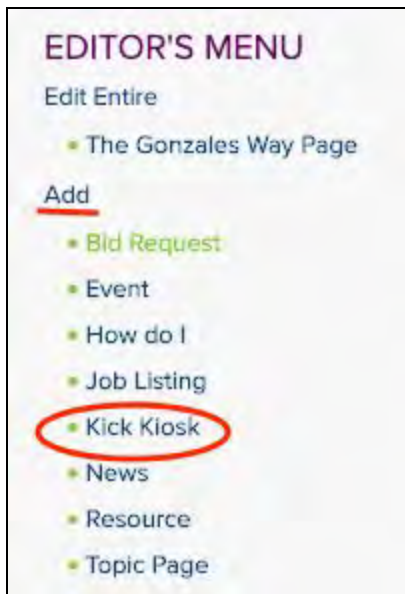 EDITOR'S MENU
Edit Entire
The Gonzales Way Page
Add
Bid Request
Event
How do I
Job Listing
Kick Kiosk
News
Resource
Topic Page